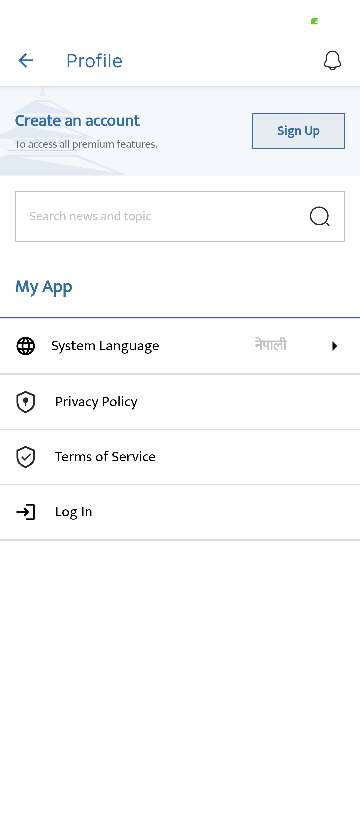 Profile
Create an account
To access all premium features.
Sign Up
Search news and topic
My App
System Language नेपाली
Privacy Policy
Terms of Service
Log In